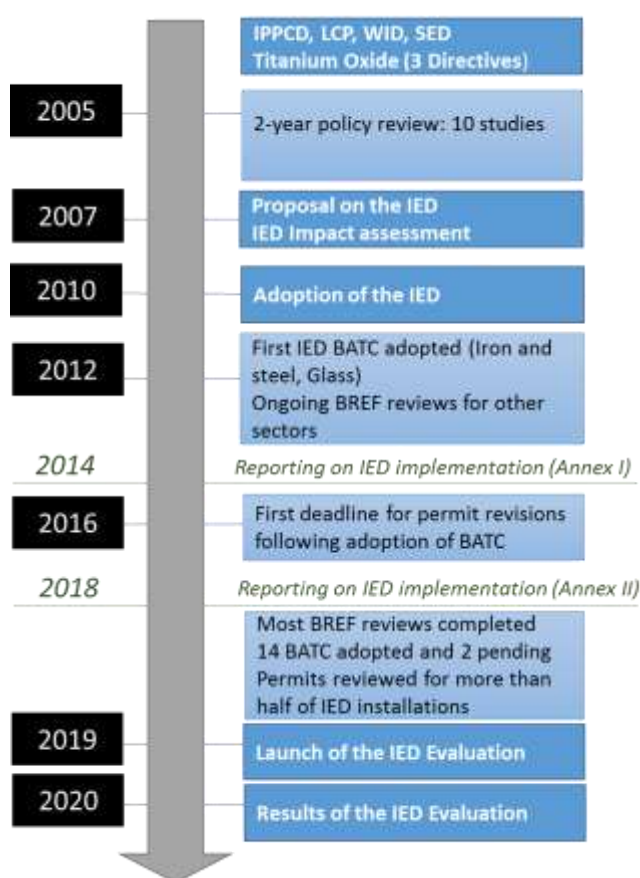 IPPCD, LCP, WID, SED
Titanium Oxide (3 Directives)
2005
2-year policy review: 10 studies
2007
Proposal on the IED
IED Impact assessment
2010
Adoption of the IED
2012
First IED BATC adopted (Iron and
steel, Glass)
Ongoing BREF reviews for other
sectors
2014
Reporting on IED implementation (Annex I)
2016
First deadline for permit revisions
following adoption of BATC
2018
Reporting on IED implementation (Annex II)
Most BREF reviews completed
14 BATC adopted and 2 pending
Permits reviewed for more than
half of IED installations
2019
Launch of the IED Evaluation
2020
Results of the IED Evaluation